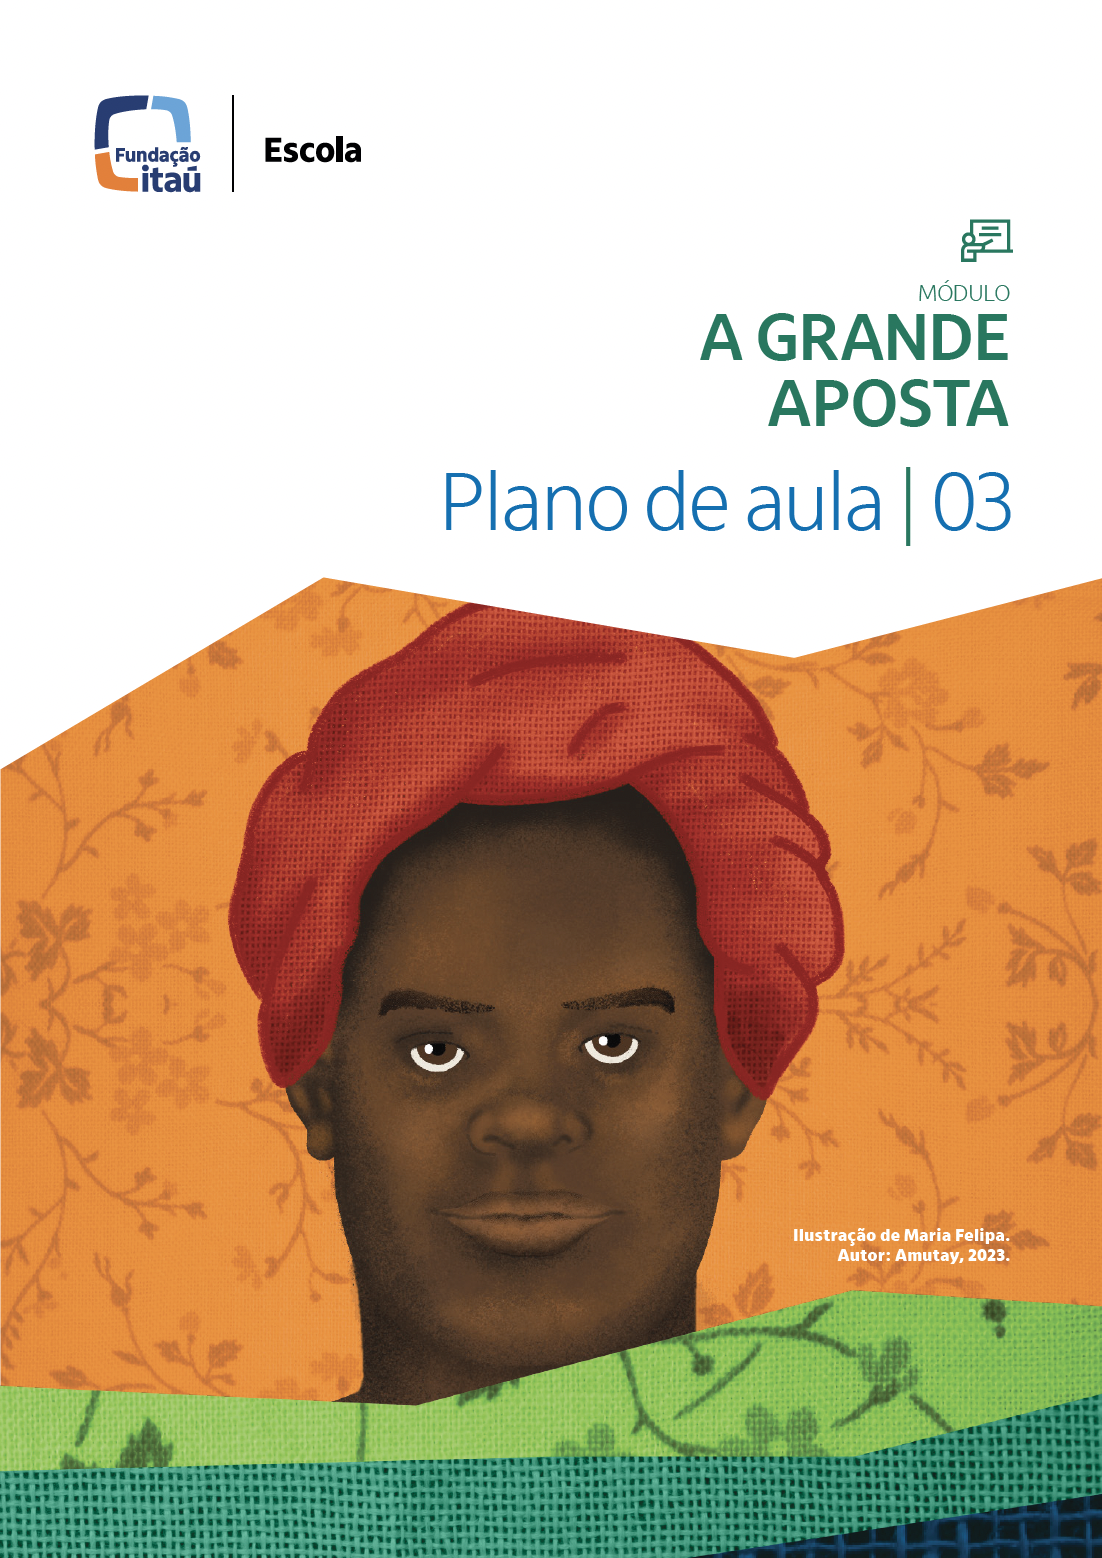 Fundação
itaú
Escola
MÓDULO
A GRANDE
APOSTA
Plano de aula | 03
Ilustração de Maria Felipa.
Autor: Amutay, 2023.